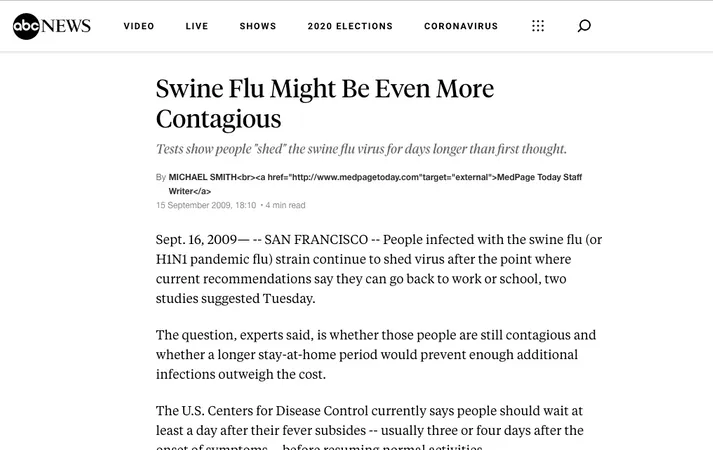 abc NEWS VIDEO LIVE SHOWS 2020 ELECTIONS CORONAVIRUS
Swine Flu Might Be Even More
Contagious
Tests show people "shed" the swine flu virus for days longer than first thought.
By MICHAEL SMITH<br><a href="http://www.medpagetoday.com"target="external">MedPage Today Staff
Writer</a>
15 September 2009, 18:10 • 4 min read
Sept. 16, 2009— -- SAN FRANCISCO -- People infected with the swine flu (or
H1N1 pandemic flu) strain continue to shed virus after the point where
current recommendations say they can go back to work or school, two
studies suggested Tuesday.
The question, experts said, is whether those people are still contagious and
whether a longer stay-at-home period would prevent enough additional
infections outweigh the cost.
The U.S. Centers for Disease Control currently says people should wait at
least a day after their fever subsides -- usually three or four days after the
onset of symptoms -- before resuming normal activities.